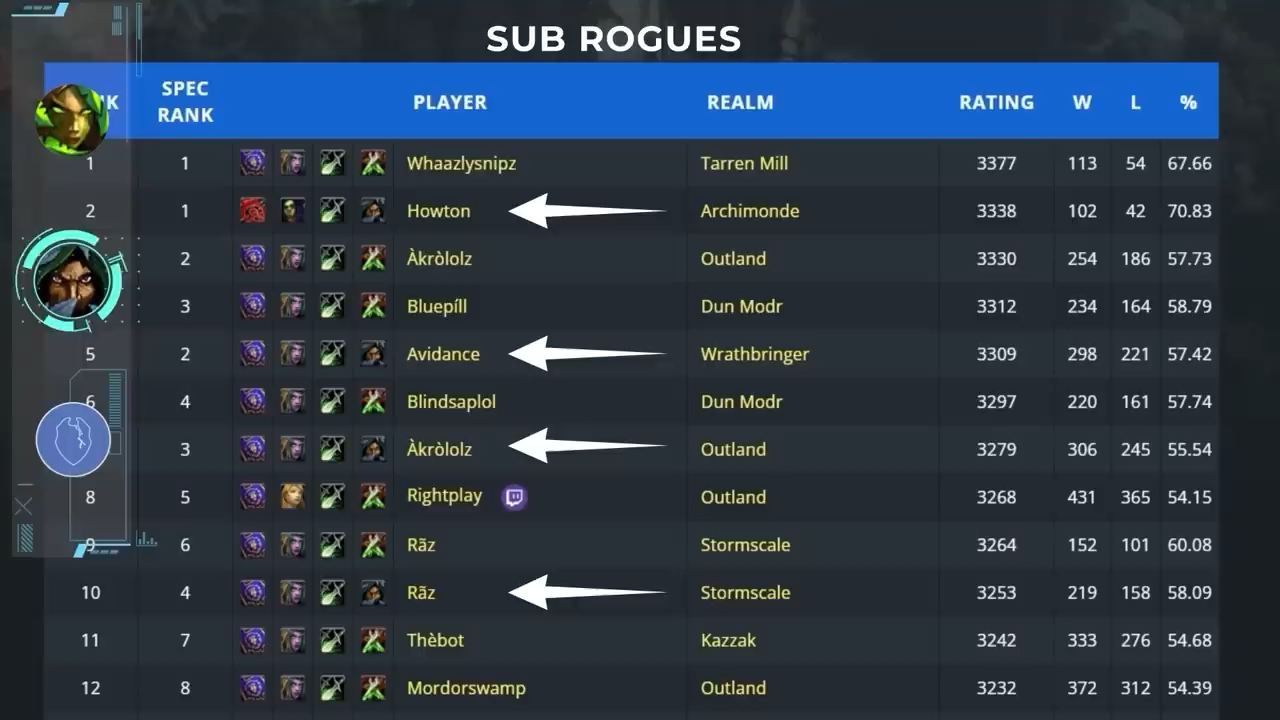 SUB ROGUES
K SPEC RANK PLAYER REALM RATING W L %
1 1 Whaazlysnipz Tarren Mill 3377 113 54 67.66
2 1 Howton Archimonde 3338 102 42 70.83
2 Àkròlolz Outland 3330 254 186 57.73
3 Bluepíll Dun Modr 3312 234 164 58.79
5 2 Avidance Wrathbringer 3309 298 221 57.42
6 4 Blindsaplol Dun Modr 3297 220 161 57.74
3 Àkròlolz Outland 3279 306 245 55.54
8 5 Rightplay Outland 3268 431 365 54.15
9 6 Rãz Stormscale 3264 152 101 60.08
10 4 Rãz Stormscale 3253 219 158 58.09
11 7 Thèbot Kazzak 3242 333 276 54.68
12 8 Mordorswamp Outland 3232 372 312 54.39